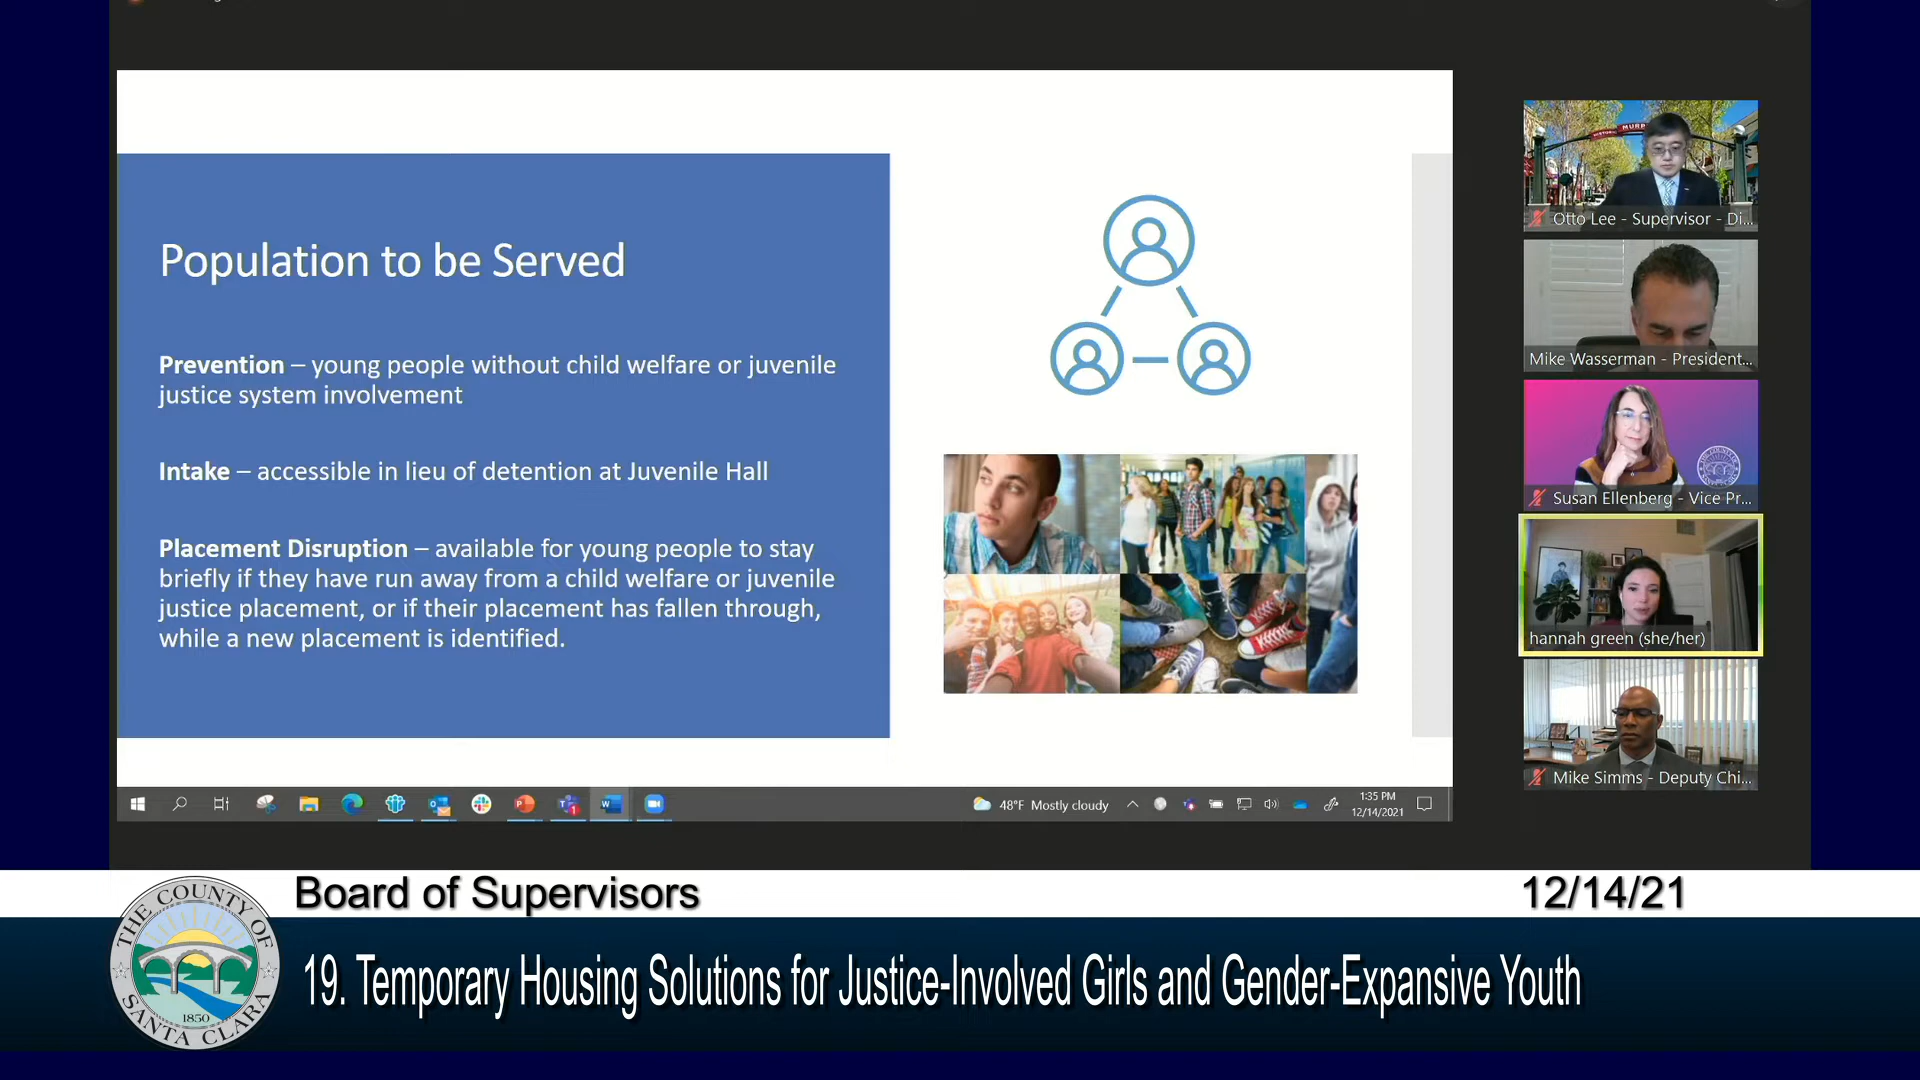 Population to be Served
Prevention – young people without child welfare or juvenile
justice system involvement
Intake – accessible in lieu of detention at Juvenile Hall
Placement Disruption – available for young people to stay
briefly if they have run away from a child welfare or juvenile
justice placement, or if their placement has fallen through,
while a new placement is identified.
Otto Lee - Supervisor - Di...
Mike Wasserman - President...
Susan Ellenberg - Vice Pr...
hannah green (she/her)
Mike Simms - Deputy Chi...
48°F Mostly cloudy
1:35 PM
12/14/2021
Board of Supervisors
12/14/21
THE COUNTY OF
SANTA CLARA
1850
19. Temporary Housing Solutions for Justice-Involved Girls and Gender-Expansive Youth